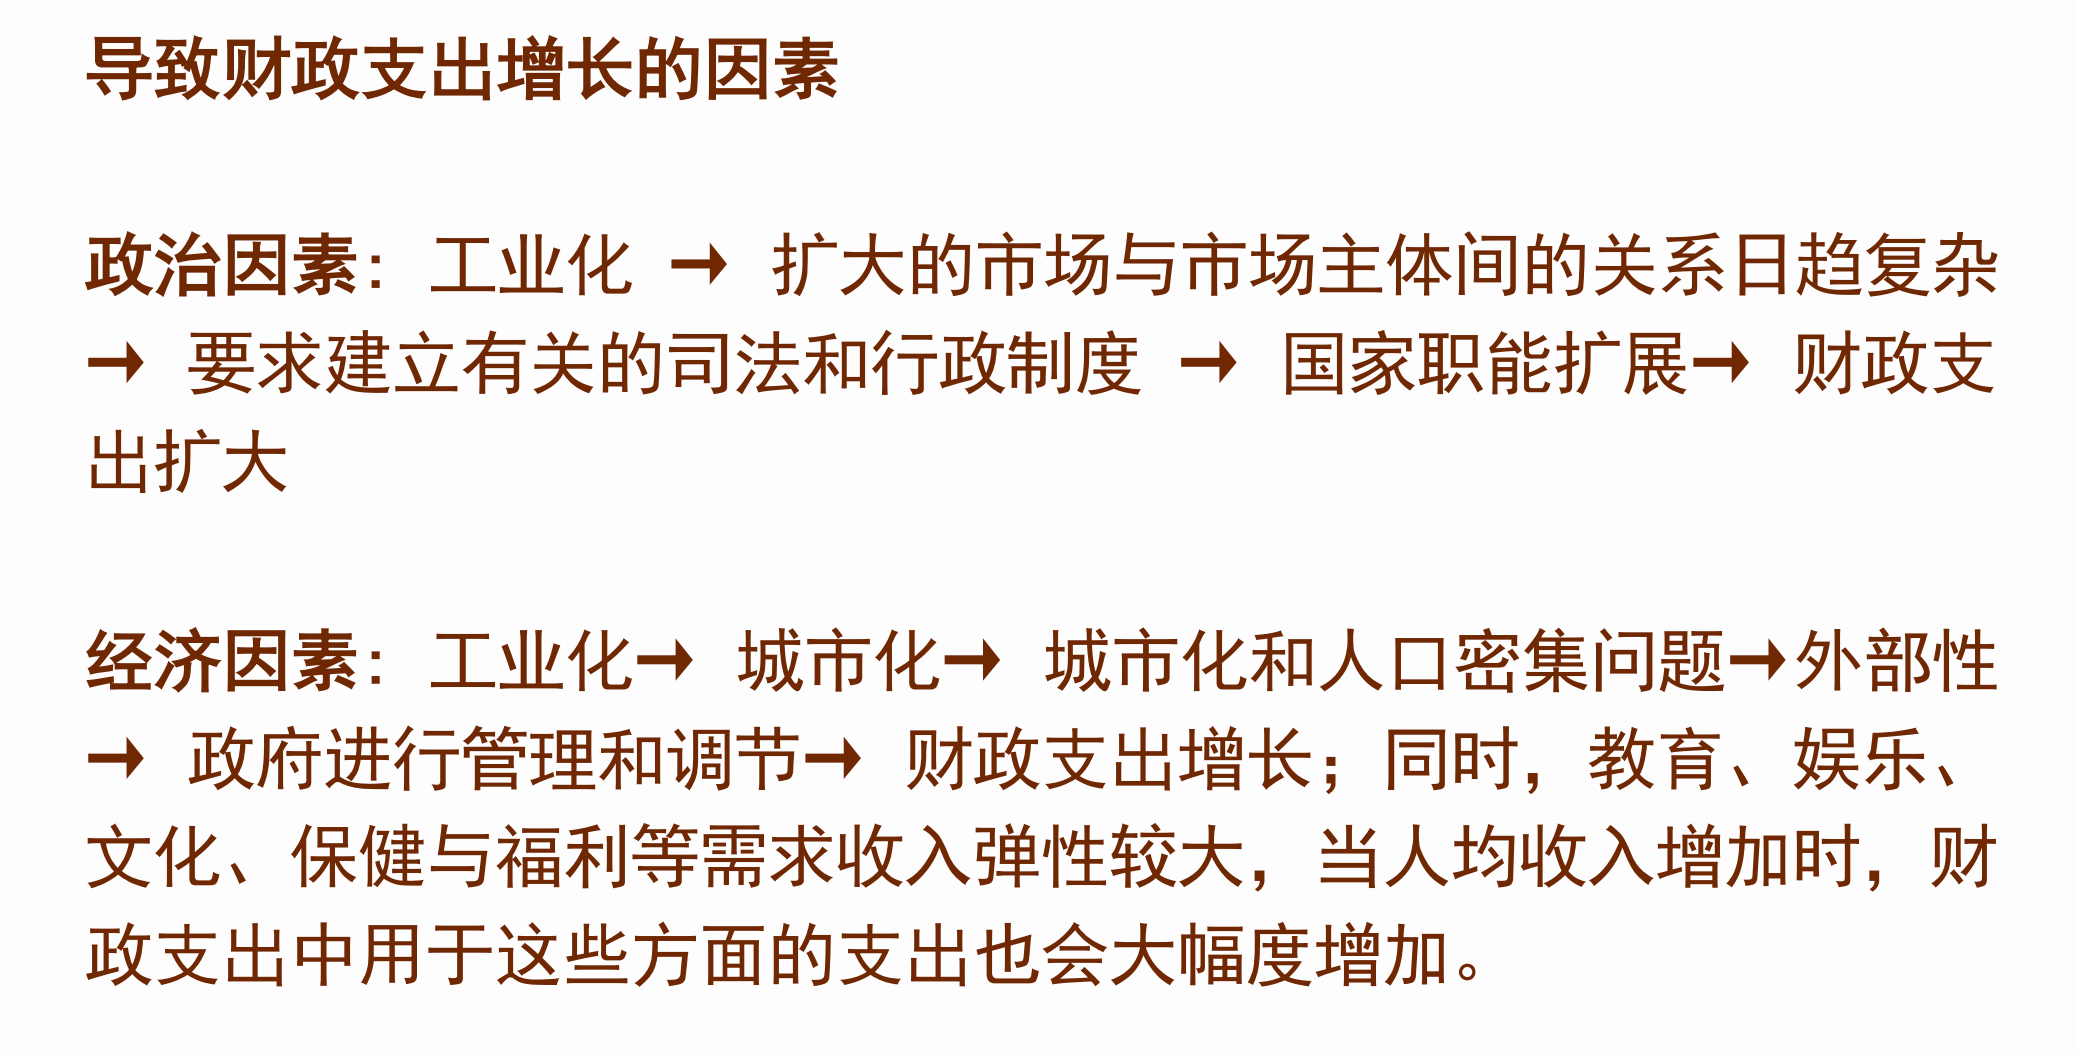 导致财政支出增长的因素
政治因素：工业化 → 扩大的市场与市场主体间的关系日趋复杂
→ 要求建立有关的司法和行政制度 → 国家职能扩展→ 财政支
出扩大
经济因素：工业化→ 城市化→ 城市化和人口密集问题→外部性
→ 政府进行管理和调节→ 财政支出增长；同时，教育、娱乐、
文化、保健与福利等需求收入弹性较大，当人均收入增加时，财
政支出中用于这些方面的支出也会大幅度增加。